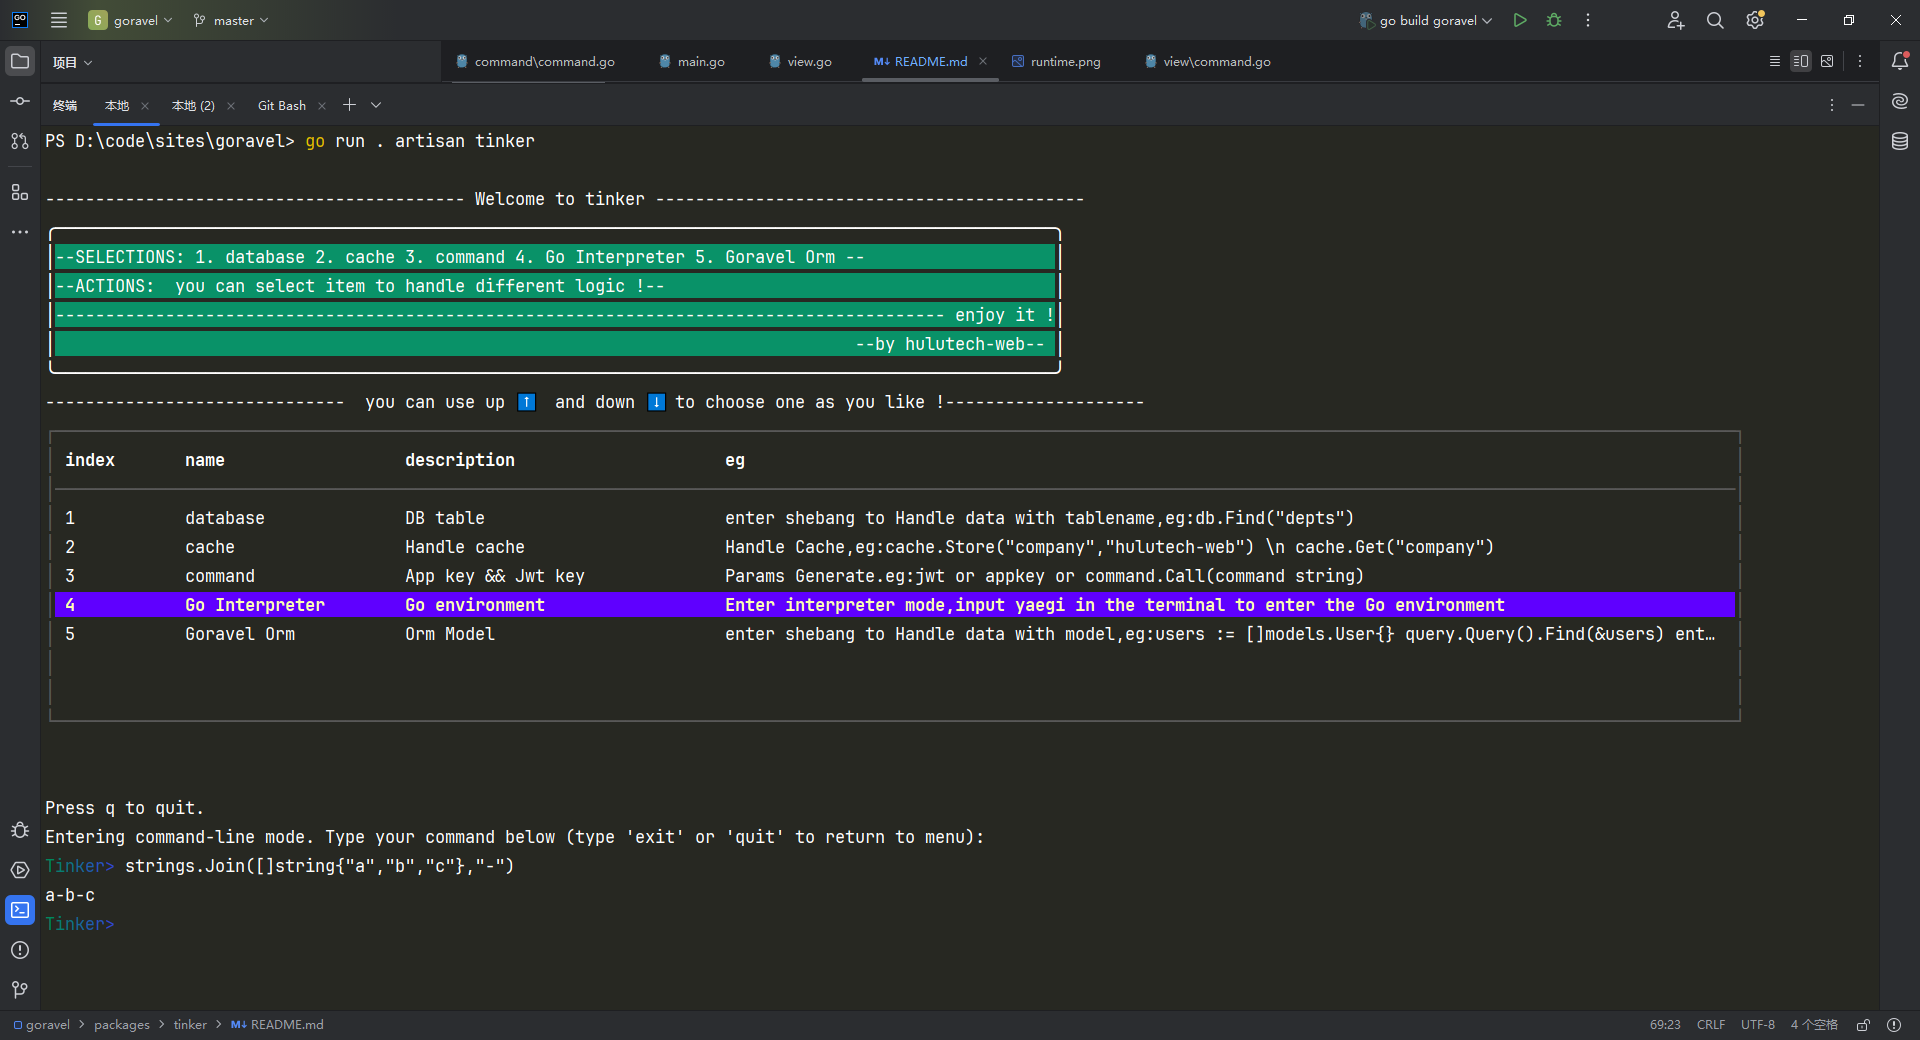 GO
G goravel
master
go build goravel
项目
command\command.go
main.go
view.go
M↓ README.md
runtime.png
view\command.go
终端
本地
本地 (2)
Git Bash
PS D:\code\sites\goravel> go run . artisan tinker
------------------------------------------ Welcome to tinker -------------------------------------------
--SELECTIONS: 1. database 2. cache 3. command 4. Go Interpreter 5. Goravel Orm --
--ACTIONS:  you can select item to handle different logic !--
----------------------------------------------------------------------------------------- enjoy it !
--by hulutech-web--
------------------------------  you can use up ↑  and down ↓ to choose one as you like !--------------------
index name description eg
1 database DB table enter shebang to Handle data with tablename,eg:db.Find("depts")
2 cache Handle cache Handle Cache,eg:cache.Store("company","hulutech-web") \n cache.Get("company")
3 command App key && Jwt key Params Generate.eg:jwt or appkey or command.Call(command string)
4 Go Interpreter Go environment Enter interpreter mode,input yaegi in the terminal to enter the Go environment
5 Goravel Orm Orm Model enter shebang to Handle data with model,eg:users := []models.User{} query.Query().Find(&users) ent…
Press q to quit.
Entering command-line mode. Type your command below (type 'exit' or 'quit' to return to menu):
Tinker> strings.Join([]string{"a","b","c"},"-")
a-b-c
Tinker>
goravel > packages > tinker > M↓ README.md
69:23 CRLF UTF-8 4 个空格